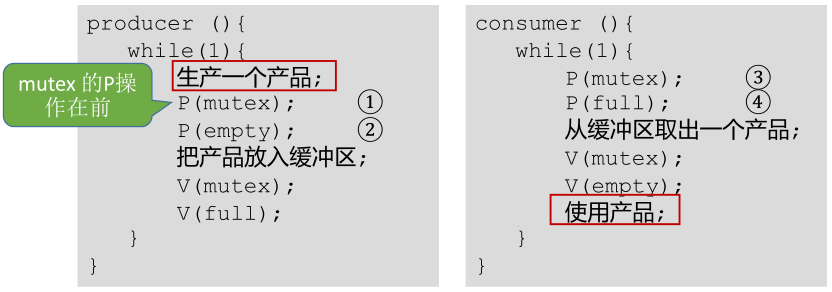 producer (){
while(1){
生产一个产品;
P(mutex); ①
P(empty); ②
把产品放入缓冲区;
V(mutex);
V(full);
}
}
mutex 的P操
作在前
consumer (){
while(1){
P(mutex); ③
P(full); ④
从缓冲区取出一个产品;
V(mutex);
V(empty);
使用产品;
}
}